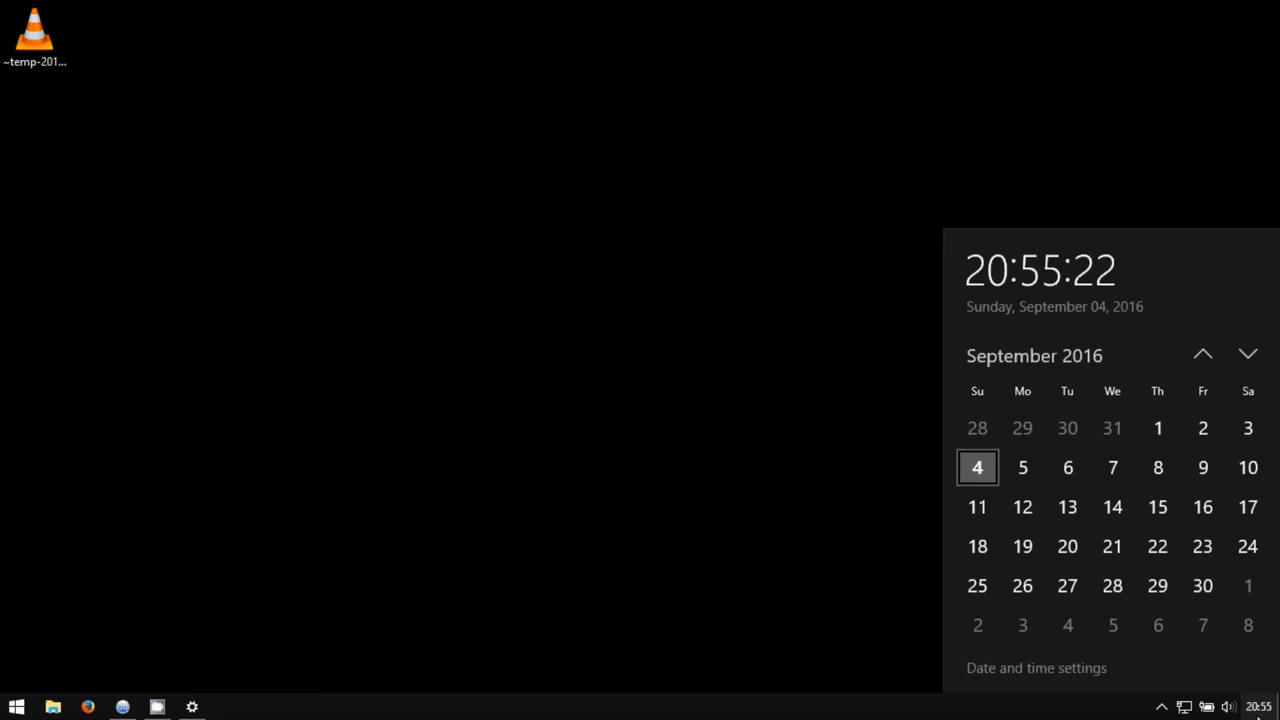 ~temp-201...
20:55:22
Sunday, September 04, 2016
September 2016
Su Mo Tu We Th Fr Sa
28 29 30 31 1 2 3
4 5 6 7 8 9 10
11 12 13 14 15 16 17
18 19 20 21 22 23 24
25 26 27 28 29 30 1
2 3 4 5 6 7 8
Date and time settings
20:55